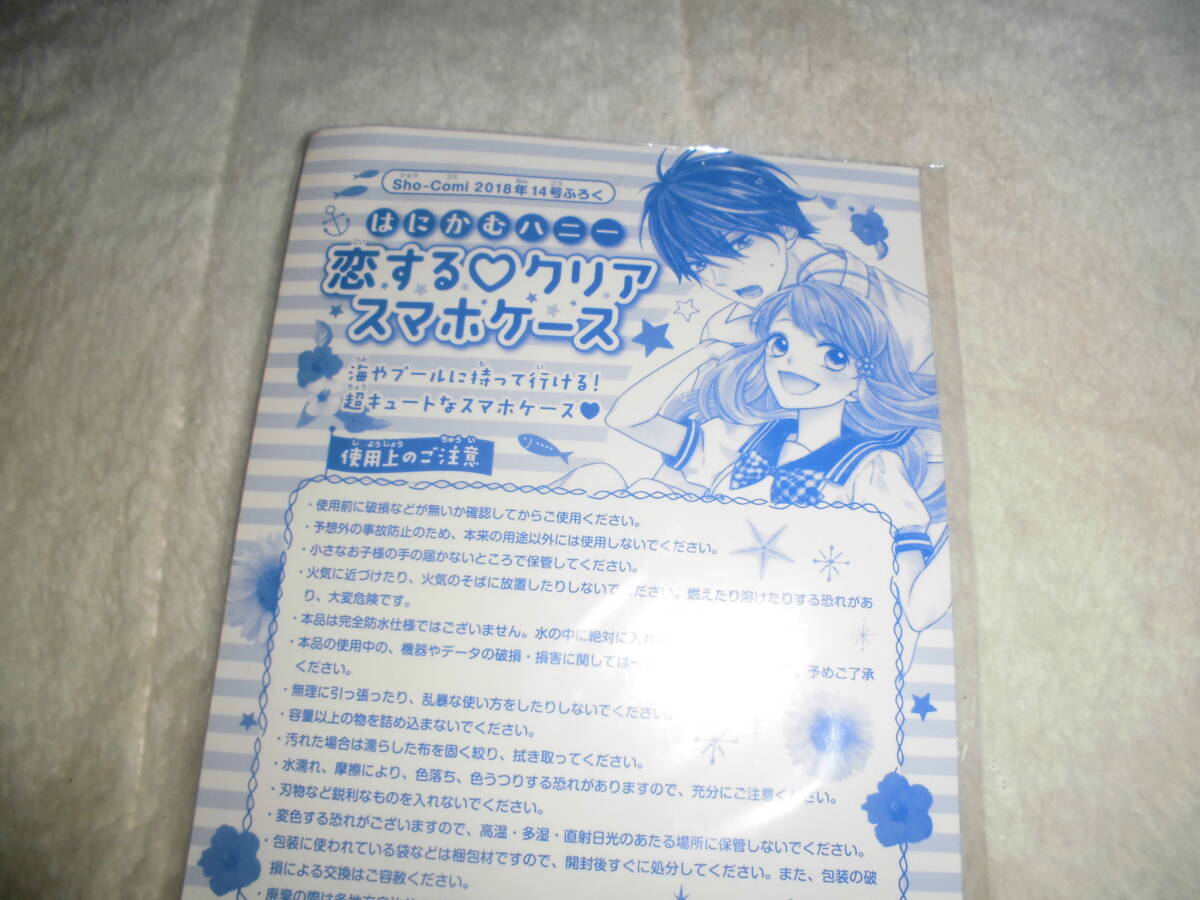 Sho-Comi 2018年14号ふろく
はにかむハニー
恋する♡クリア
スマホケース
海やプールに持って行ける!
超キュートなスマホケース♥
使用上のご注意
・使用前に破損などが無いか確認してからご使用ください。
・予想外の事故防止のため、本来の用途以外には使用しないでください。
・小さなお子様の手の届かないところで保管してください。
・火気に近づけたり、火気のそばに放置したりしないでください。燃えたり溶けたりする恐れがあ
り、大変危険です。
・本品は完全防水仕様ではございません。水の中に絶対に入れ
・本品の使用中の、機器やデータの破損・損害に関しては一 。予めご了承
ください。
・無理に引っ張ったり、乱暴な使い方をしたりしないでください。
・容量以上の物を詰め込まないでください。
・汚れた場合は濡らした布を固く絞り、拭き取ってください。
・水濡れ、摩擦により、色落ち、色うつりする恐れがありますので、充分にご注意ください。
・刃物など鋭利なものを入れないでください。
・変色する恐れがございますので、高温・多湿・直射日光のあたる場所に保管しないでください。
・包装に使われている袋などは梱包材ですので、開封後すぐに処分してください。また、包装の破
損による交換はご容赦ください。
・廃棄の際は各地方自治体